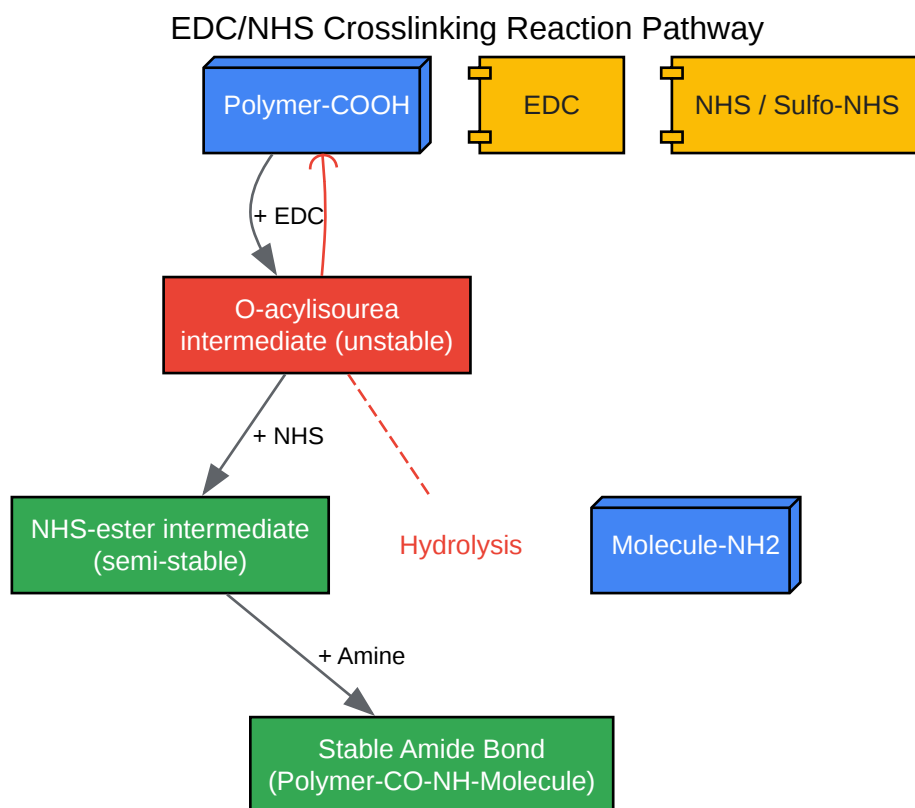 EDC/NHS Crosslinking Reaction Pathway
Polymer-COOH
EDC
NHS / Sulfo-NHS
+ EDC
O-acylisourea
intermediate (unstable)
+ NHS
NHS-ester intermediate
(semi-stable)
Hydrolysis
Molecule-NH2
+ Amine
Stable Amide Bond
(Polymer-CO-NH-Molecule)